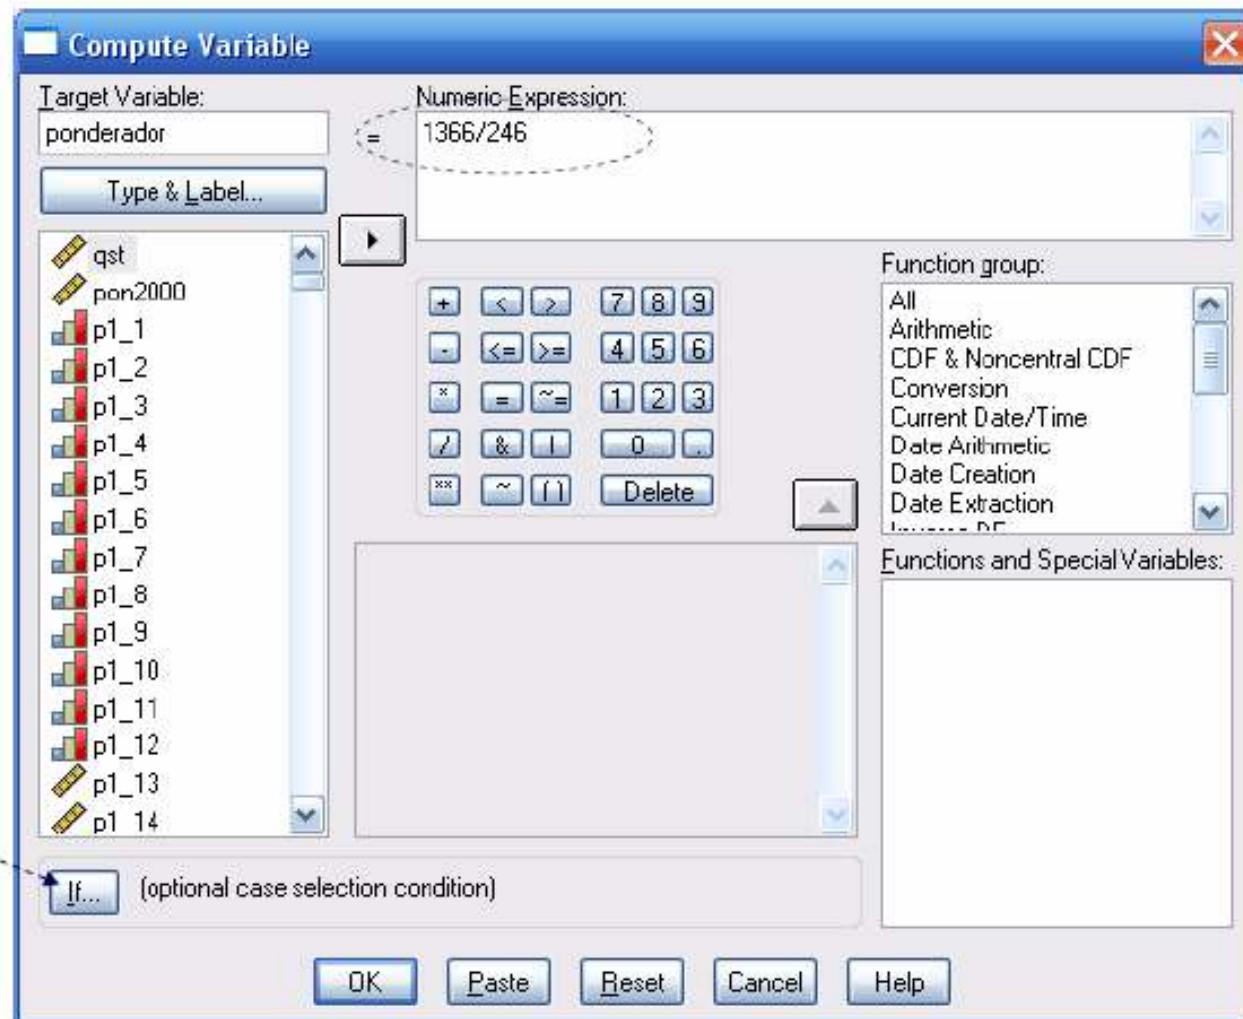 Compute Variable
Target Variable:
ponderador
=
Numeric Expression:
1366/246
Type & Label...
qst
pon2000
p1_1
p1_2
p1_3
p1_4
p1_5
p1_6
p1_7
p1_8
p1_9
p1_10
p1_11
p1_12
p1_13
p1_14
+ < > 7 8 9
- <= >= 4 5 6
* = ~= 1 2 3
/ & | 0 .
** ~ () Delete
Function group:
All
Arithmetic
CDF & Noncentral CDF
Conversion
Current Date/Time
Date Arithmetic
Date Creation
Date Extraction
Functions and Special Variables:
If... (optional case selection condition)
OK Paste Reset Cancel Help